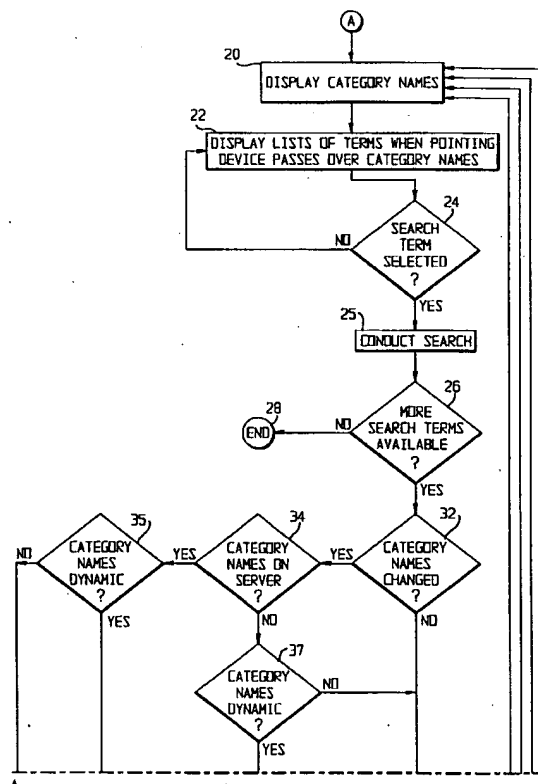 A
20
DISPLAY CATEGORY NAMES
22
DISPLAY LISTS OF TERMS WHEN POINTING
DEVICE PASSES OVER CATEGORY NAMES
24
SEARCH
TERM
SELECTED
?
NO
YES
25
CONDUCT SEARCH
26
MORE
SEARCH TERMS
AVAILABLE
?
NO
28
END
YES
32
CATEGORY
NAMES
CHANGED
?
YES
NO
34
CATEGORY
NAMES ON
SERVER
?
YES
NO
35
CATEGORY
NAMES
DYNAMIC
?
NO
YES
37
CATEGORY
NAMES
DYNAMIC
?
NO
YES